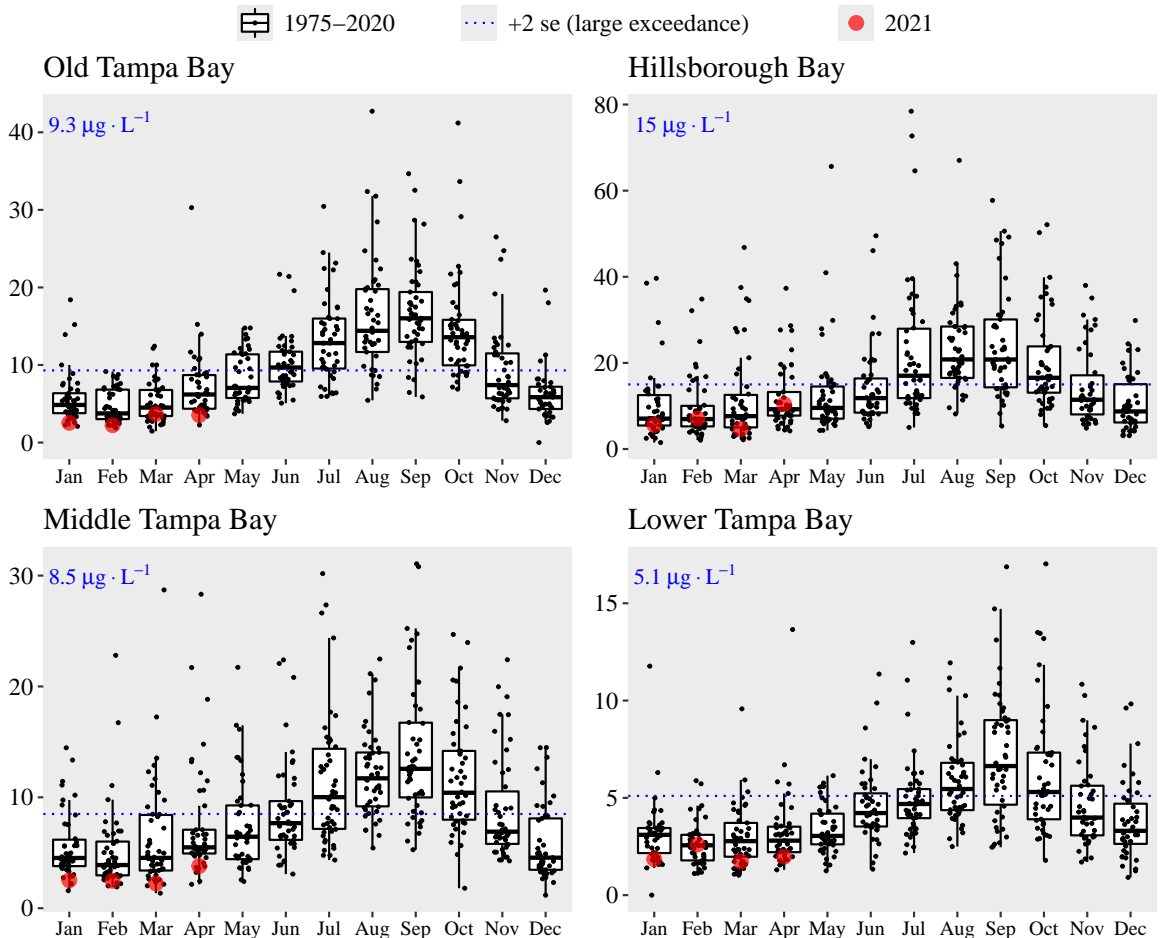 1975–2020 +2 se (large exceedance) 2021
Old Tampa Bay
9.3 μg · L⁻¹
40
30
20
10
0
Jan Feb Mar Apr May Jun Jul Aug Sep Oct Nov Dec
Hillsborough Bay
15 μg · L⁻¹
80
60
40
20
0
Jan Feb Mar Apr May Jun Jul Aug Sep Oct Nov Dec
Middle Tampa Bay
8.5 μg · L⁻¹
30
20
10
0
Jan Feb Mar Apr May Jun Jul Aug Sep Oct Nov Dec
Lower Tampa Bay
5.1 μg · L⁻¹
15
10
5
0
Jan Feb Mar Apr May Jun Jul Aug Sep Oct Nov Dec